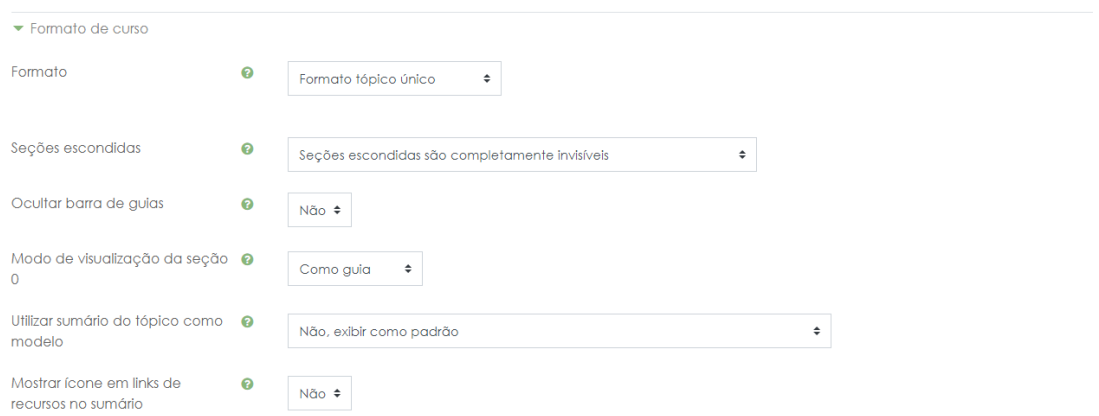 Formato de curso
Formato
Formato tópico único
Seções escondidas
Seções escondidas são completamente invisíveis
Ocultar barra de guias
Não
Modo de visualização da seção
0
Como guia
Utilizar sumário do tópico como
modelo
Não, exibir como padrão
Mostrar ícone em links de
recursos no sumário
Não